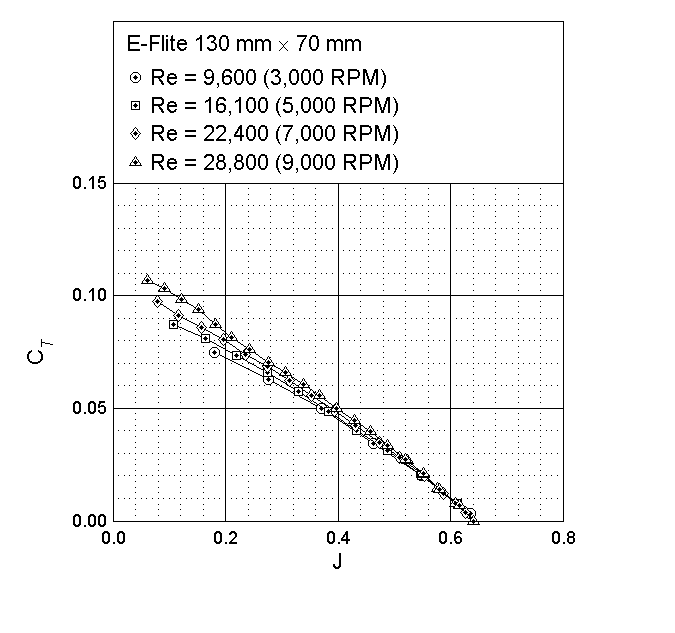 E-Flite 130 mm × 70 mm
Re = 9,600 (3,000 RPM)
Re = 16,100 (5,000 RPM)
Re = 22,400 (7,000 RPM)
Re = 28,800 (9,000 RPM)
0.15
0.10
C_T
0.05
0.00
0.0 0.2 0.4 0.6 0.8
J